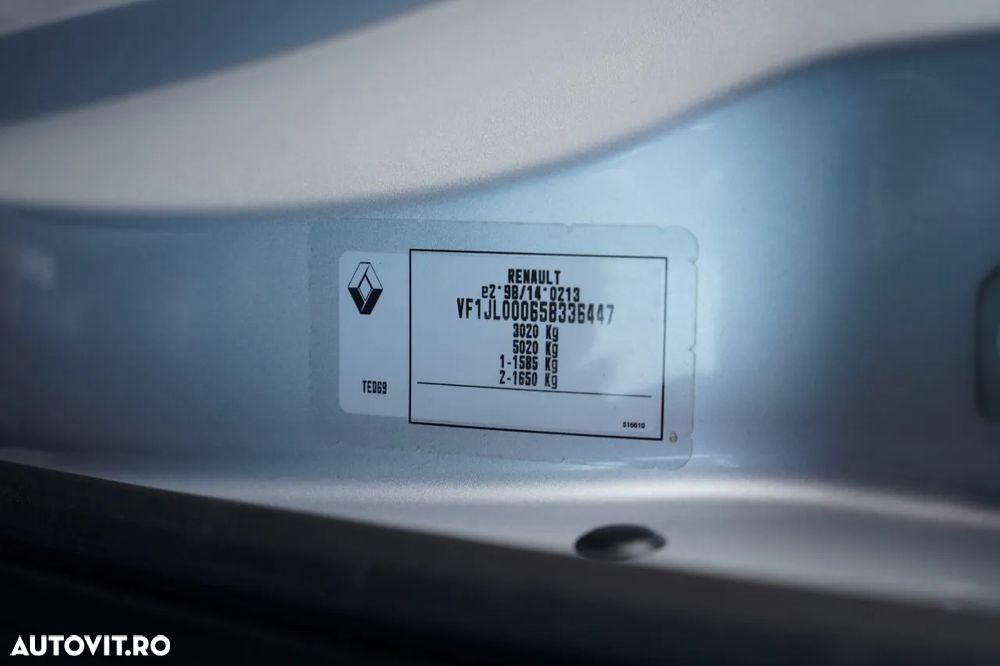 RENAULT
e2*98/14*0213
VF1JL000658336447
3020 Kg
5020 Kg
1-1585 Kg
2-1650 Kg
TED69
516610
AUTOVIT.RO